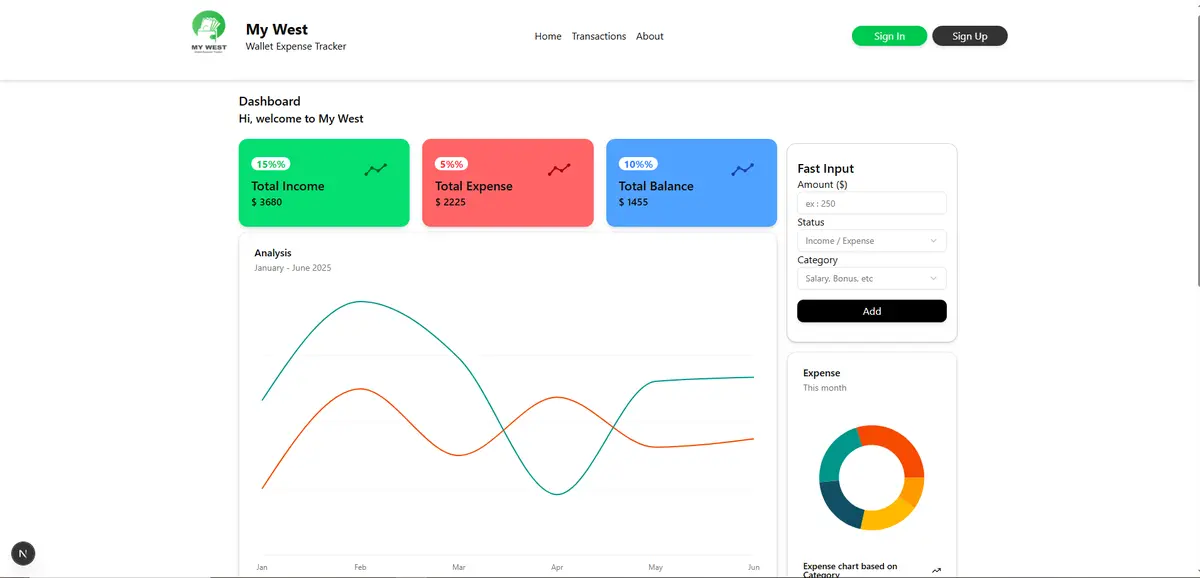 MY WEST
My West
Wallet Expense Tracker
Home Transactions About
Sign In Sign Up
Dashboard
Hi, welcome to My West
15%%
Total Income
$ 3680
5%%
Total Expense
$ 2225
10%%
Total Balance
$ 1455
Fast Input
Amount ($)
ex : 250
Status
Income / Expense
Category
Salary, Bonus, etc
Add
Analysis
January - June 2025
Jan Feb Mar Apr May Jun
Expense
This month
Expense chart based on
Category
N